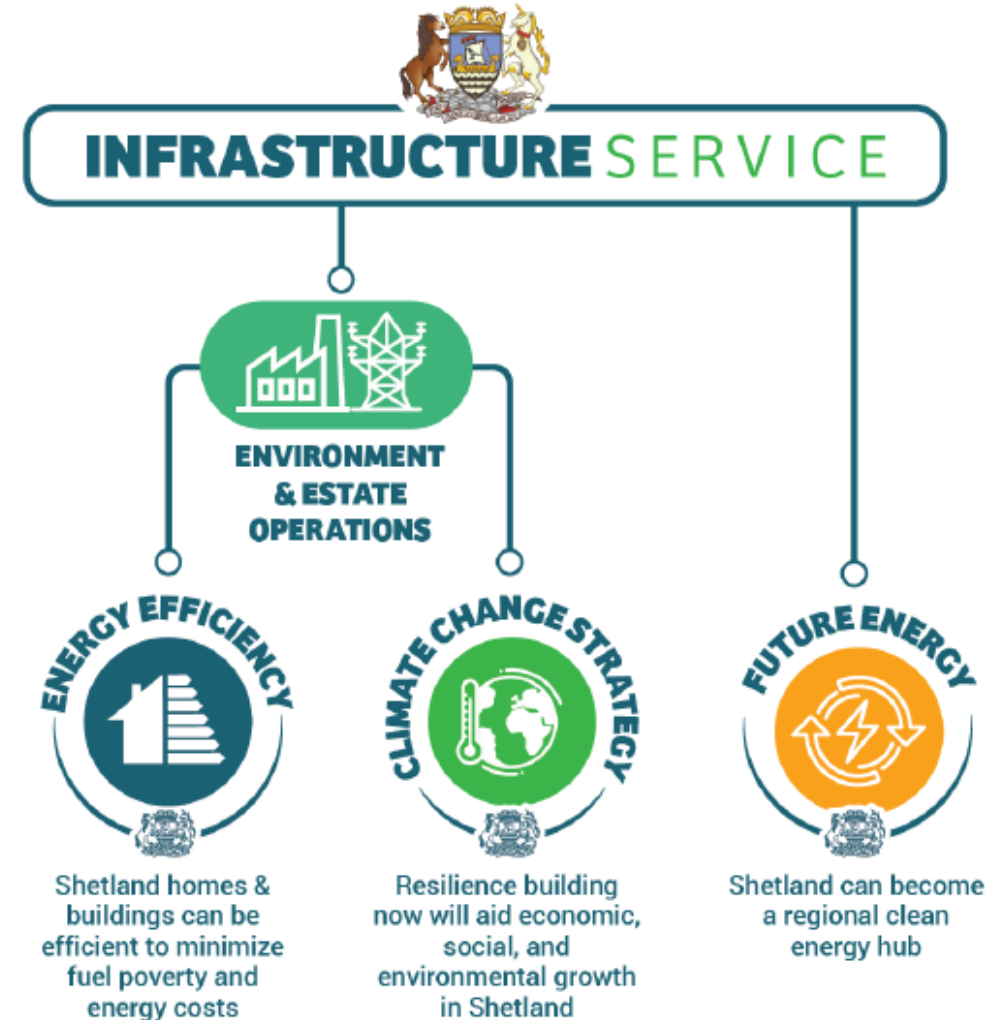 INFRASTRUCTURE SERVICE
ENVIRONMENT
& ESTATE
OPERATIONS
ENERGY EFFICIENCY
Shetland homes &
buildings can be
efficient to minimize
fuel poverty and
energy costs
CLIMATE CHANGE STRATEGY
Resilience building
now will aid economic,
social, and
environmental growth
in Shetland
FUTURE ENERGY
Shetland can become
a regional clean
energy hub